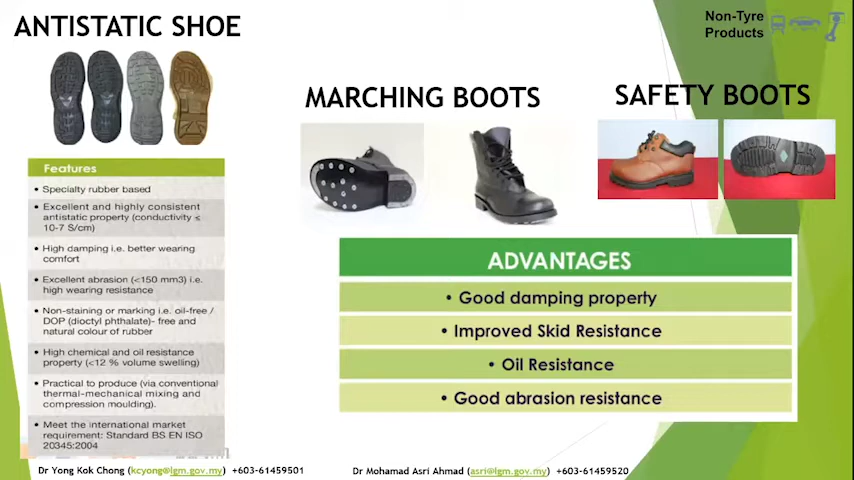 ANTISTATIC SHOE
Non-Tyre
Products
MARCHING BOOTS
SAFETY BOOTS
Features
• Specialty rubber based
• Excellent and highly consistent
antistatic property (conductivity ≤
10-7 S/cm)
• High damping i.e. better wearing
comfort
• Excellent abrasion (<150 mm3) i.e.
high wearing resistance
• Non-staining or marking i.e. oil-free /
DOP (dioctyl phthalate)- free and
natural colour of rubber
• High chemical and oil resistance
property (<12 % volume swelling)
• Practical to produce (via conventional
thermal-mechanical mixing and
compression moulding).
• Meet the international market
requirement: Standard BS EN ISO
20345:2004
ADVANTAGES
• Good damping property
• Improved Skid Resistance
• Oil Resistance
• Good abrasion resistance
Dr Yong Kok Chong (kcyong@lgm.gov.my) +603-61459501
Dr Mohamad Asri Ahmad (asri@lgm.gov.my) +603-61459520